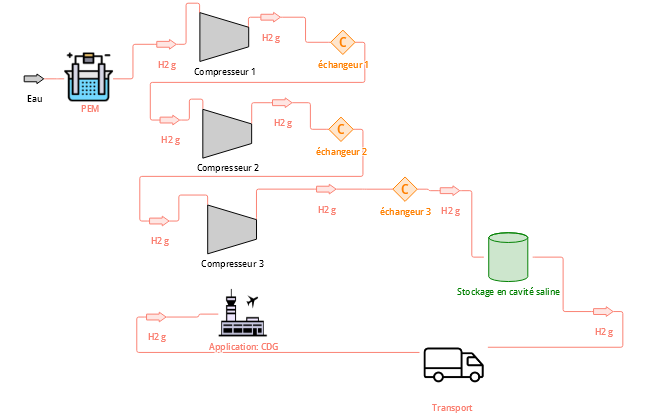 H2 g
H2 g
Compresseur 1
C
échangeur 1
Eau
+
−
PEM
H2 g
H2 g
Compresseur 2
C
échangeur 2
H2 g
H2 g
Compresseur 3
C
échangeur 3
H2 g
Stockage en cavité saline
H2 g
H2 g
Application: CDG
Transport